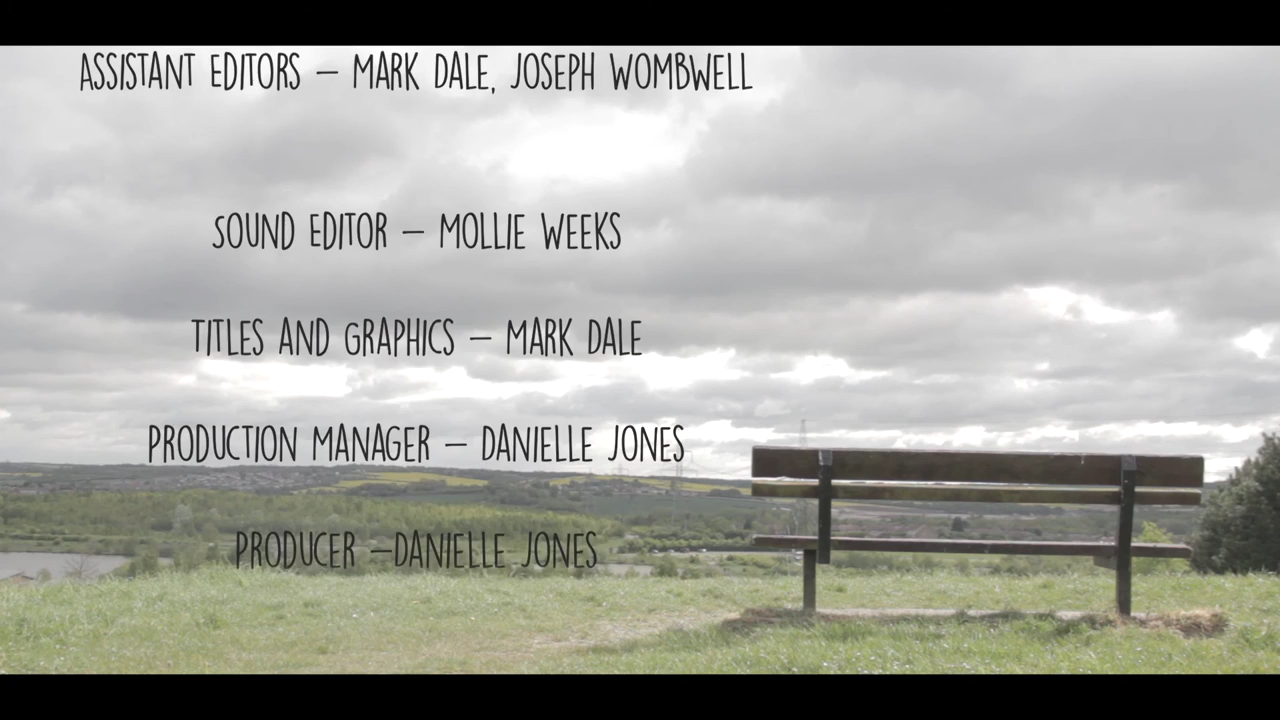 ASSISTANT EDITORS – MARK DALE, JOSEPH WOMBWELL
SOUND EDITOR – MOLLIE WEEKS
TITLES AND GRAPHICS – MARK DALE
PRODUCTION MANAGER – DANIELLE JONES
PRODUCER –DANIELLE JONES